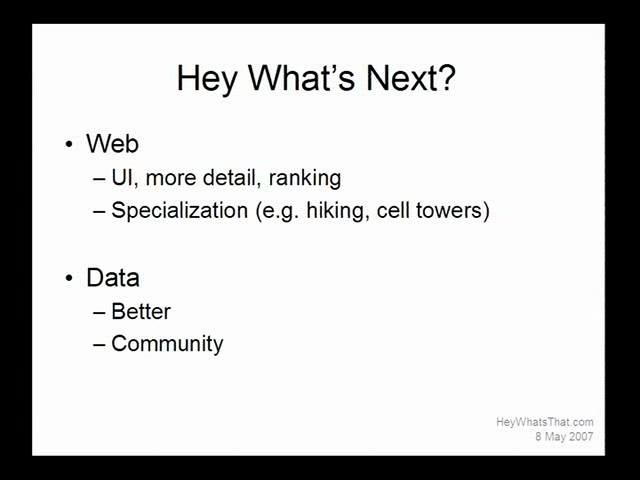 Hey What's Next?
• Web
– UI, more detail, ranking
– Specialization (e.g. hiking, cell towers)
• Data
– Better
– Community
HeyWhatsThat.com
8 May 2007